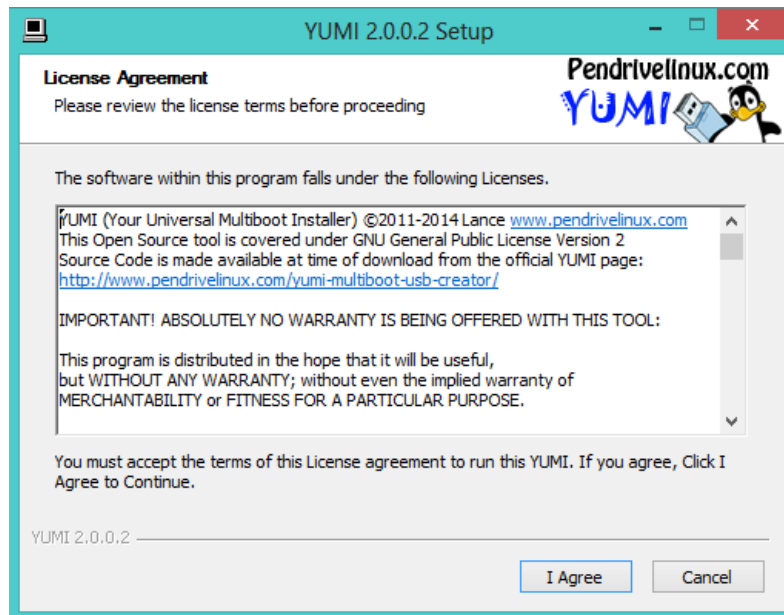 YUMI 2.0.0.2 Setup
License Agreement
Please review the license terms before proceeding
Pendrivelinux.com
YUMI
The software within this program falls under the following Licenses.
YUMI (Your Universal Multiboot Installer) ©2011-2014 Lance www.pendrivelinux.com
This Open Source tool is covered under GNU General Public License Version 2
Source Code is made available at time of download from the official YUMI page:
http://www.pendrivelinux.com/yumi-multiboot-usb-creator/
IMPORTANT! ABSOLUTELY NO WARRANTY IS BEING OFFERED WITH THIS TOOL:
This program is distributed in the hope that it will be useful,
but WITHOUT ANY WARRANTY; without even the implied warranty of
MERCHANTABILITY or FITNESS FOR A PARTICULAR PURPOSE.
You must accept the terms of this License agreement to run this YUMI. If you agree, Click I
Agree to Continue.
YUMI 2.0.0.2
I Agree
Cancel